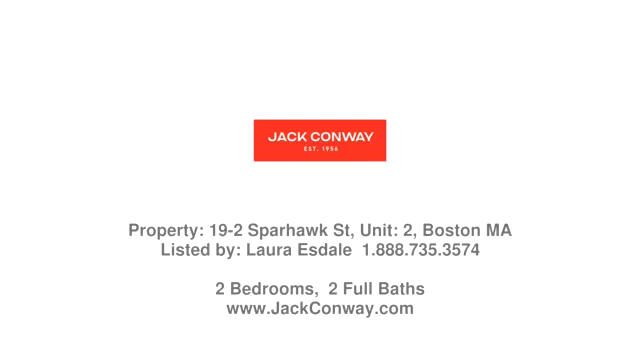 JACK CONWAY
EST. 1956
Property: 19-2 Sparhawk St, Unit: 2, Boston MA
Listed by: Laura Esdale  1.888.735.3574
2 Bedrooms,  2 Full Baths
www.JackConway.com